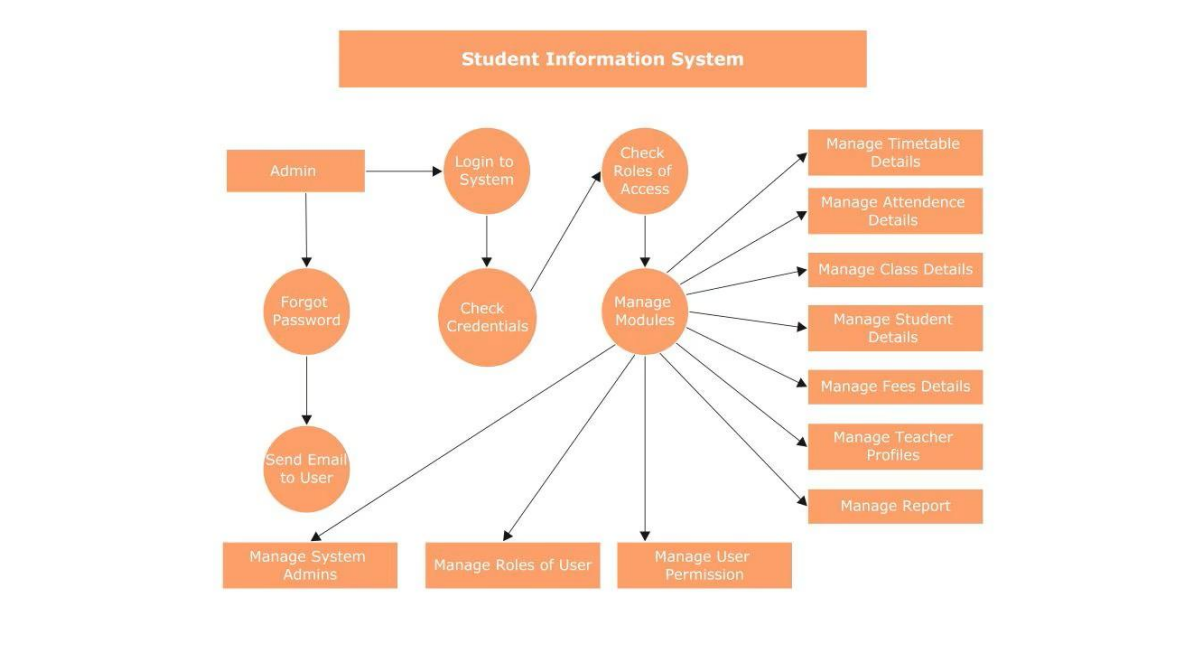 Student Information System
Admin
Login to
System
Check
Roles of
Access
Manage Timetable
Details
Manage Attendence
Details
Manage Class Details
Forgot
Password
Check
Credentials
Manage
Modules
Manage Student
Details
Manage Fees Details
Manage Teacher
Profiles
Send Email
to User
Manage Report
Manage System
Admins
Manage Roles of User
Manage User
Permission